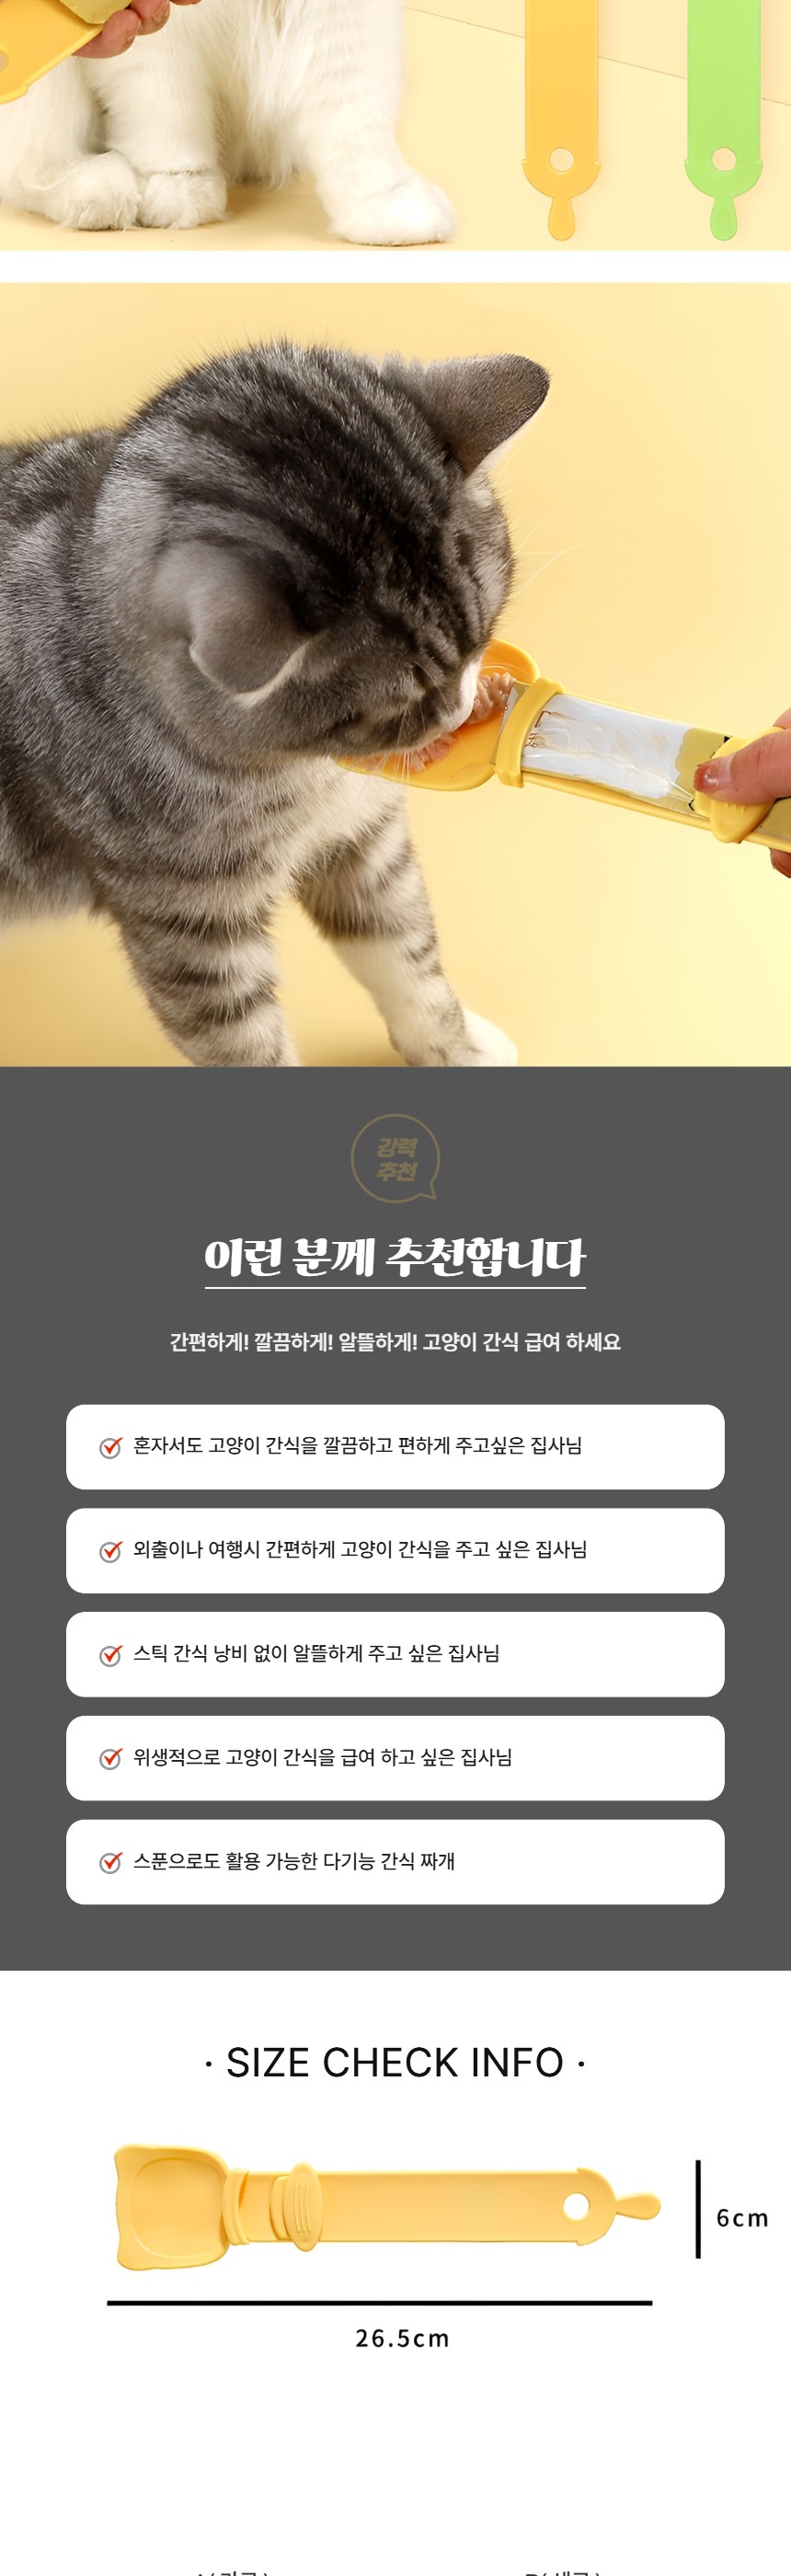 강력
추천
이런 분께 추천합니다
간편하게! 깔끔하게! 알뜰하게! 고양이 간식 급여 하세요
혼자서도 고양이 간식을 깔끔하고 편하게 주고싶은 집사님
외출이나 여행시 간편하게 고양이 간식을 주고 싶은 집사님
스틱 간식 낭비 없이 알뜰하게 주고 싶은 집사님
위생적으로 고양이 간식을 급여 하고 싶은 집사님
스푼으로도 활용 가능한 다기능 간식 짜개
· SIZE CHECK INFO ·
6cm
26.5cm